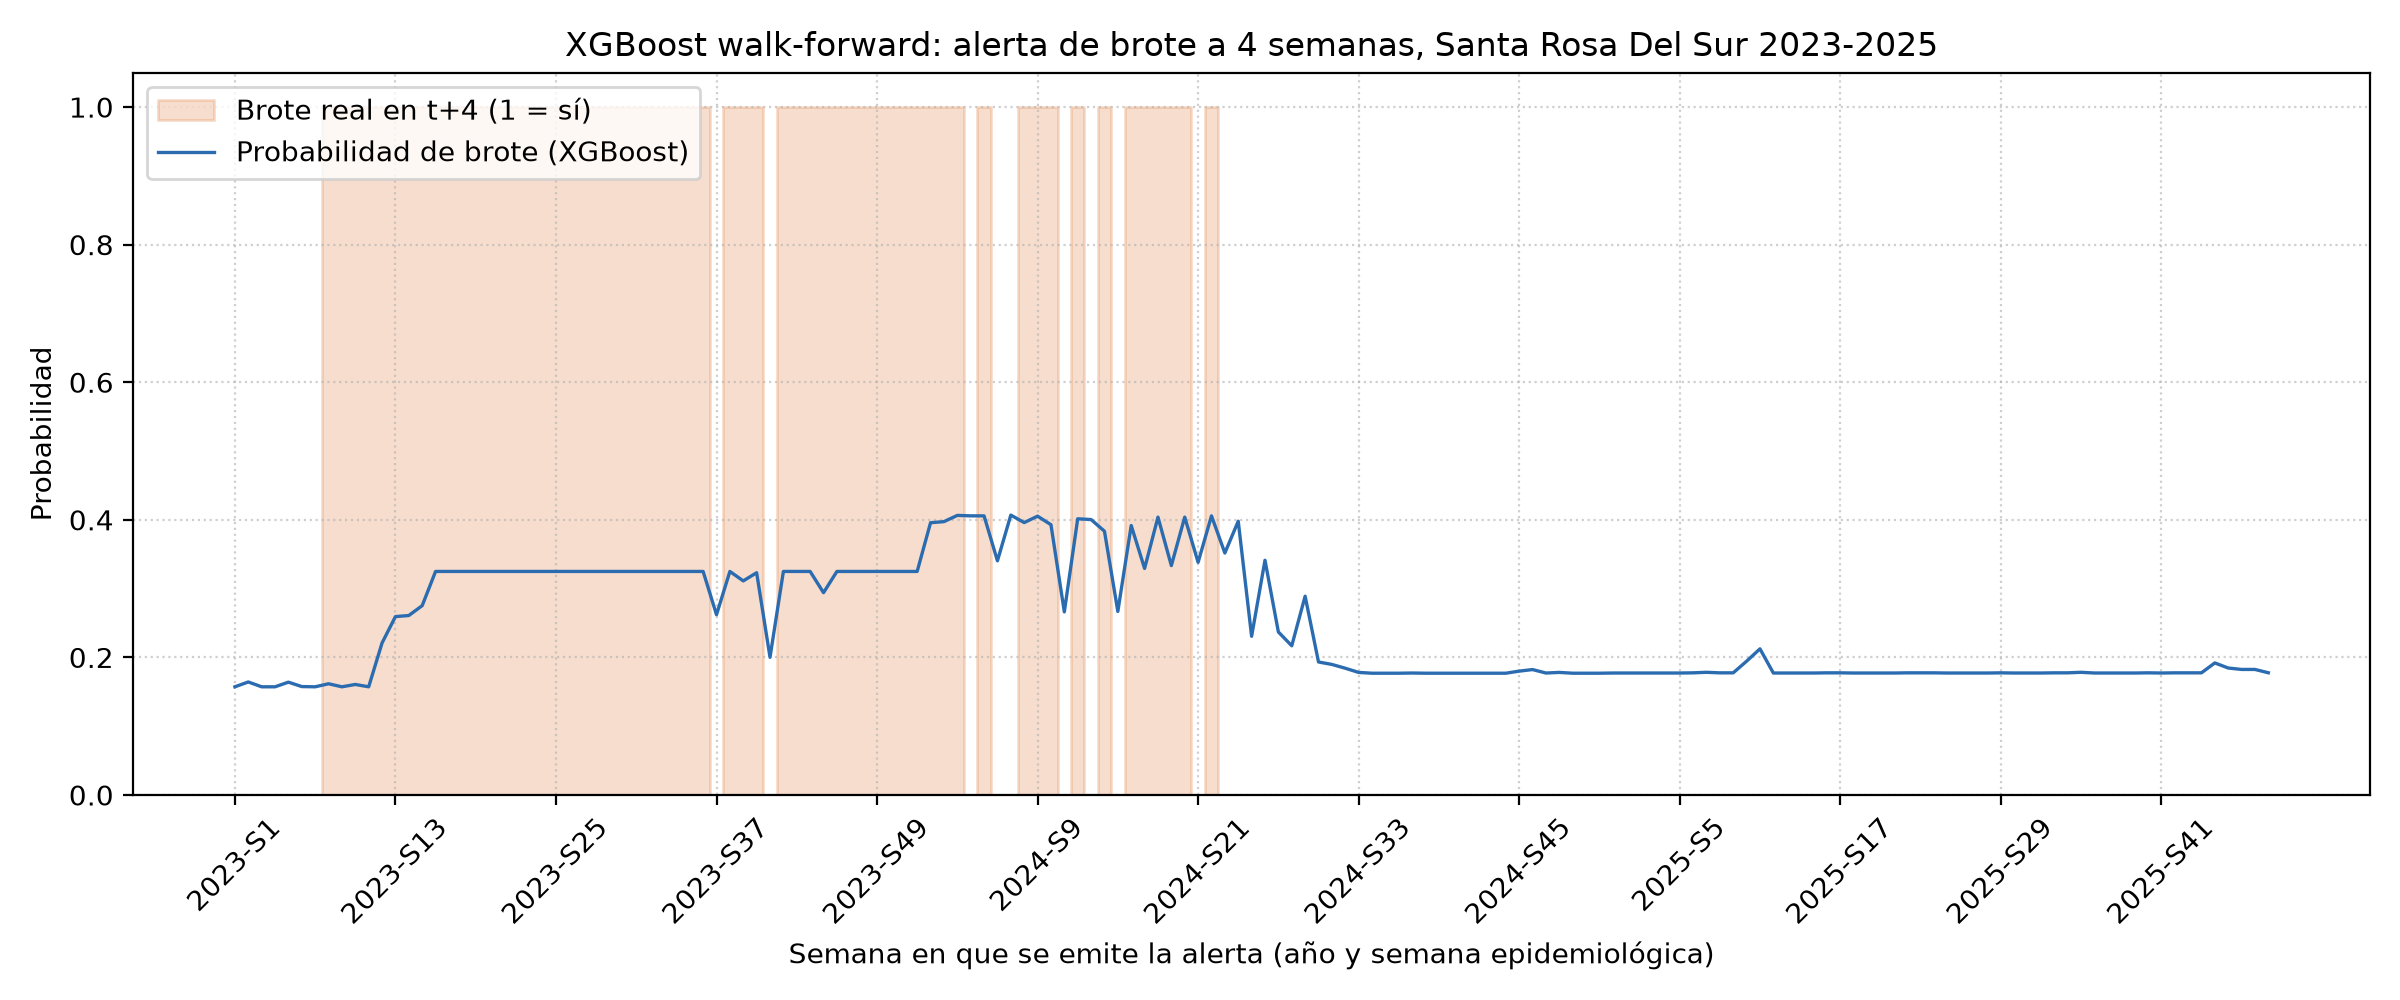 XGBoost walk-forward: alerta de brote a 4 semanas, Santa Rosa Del Sur 2023-2025
Brote real en t+4 (1 = sí)
Probabilidad de brote (XGBoost)
Probabilidad
1.0
0.8
0.6
0.4
0.2
0.0
2023-S1
2023-S13
2023-S25
2023-S37
2023-S49
2024-S9
2024-S21
2024-S33
2024-S45
2025-S5
2025-S17
2025-S29
2025-S41
Semana en que se emite la alerta (año y semana epidemiológica)